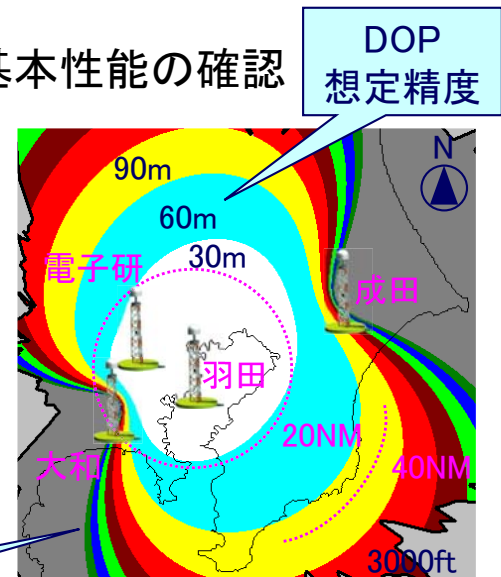 基本性能の確認
DOP
想定精度
N
90m
60m
30m
電子研
成田
羽田
大和
20NM
40NM
3000ft